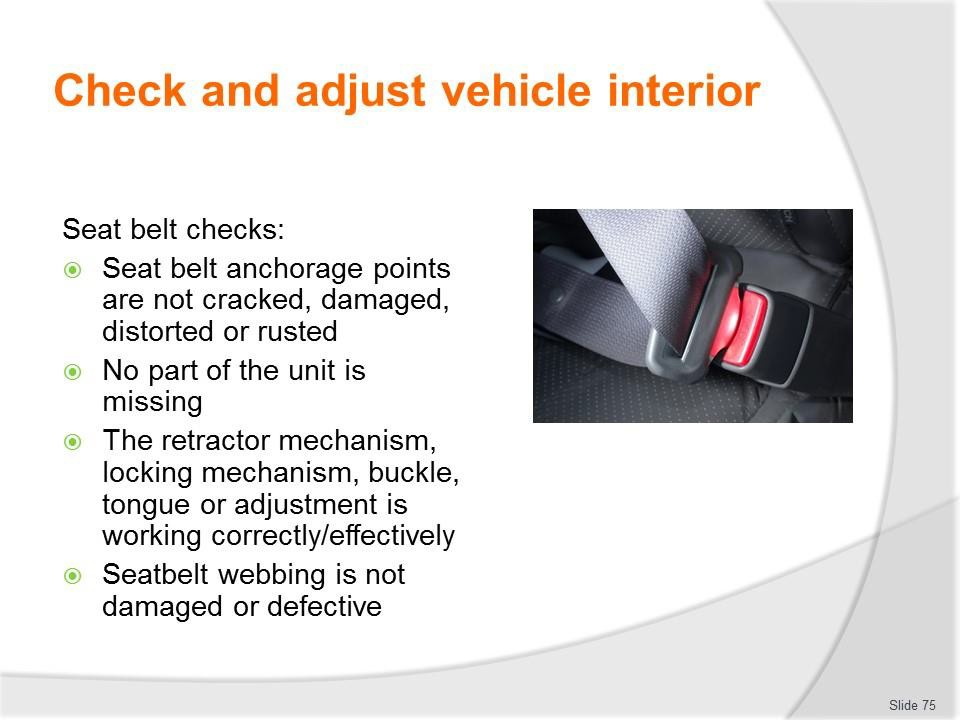 Check and adjust vehicle interior
Seat belt checks:
Seat belt anchorage points
are not cracked, damaged,
distorted or rusted
No part of the unit is
missing
The retractor mechanism,
locking mechanism, buckle,
tongue or adjustment is
working correctly/effectively
Seatbelt webbing is not
damaged or defective
Slide 75